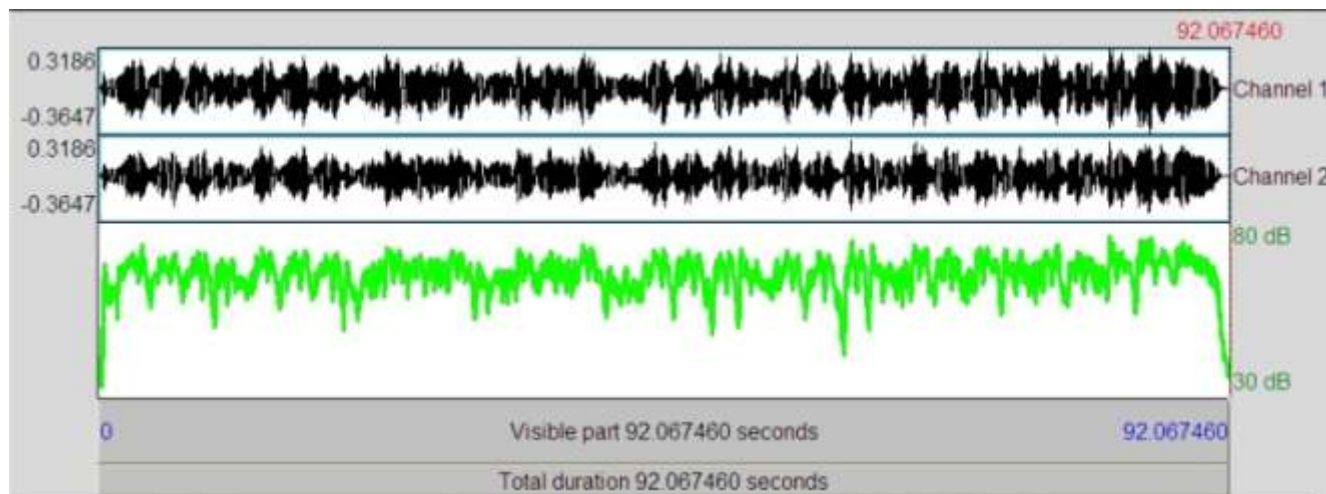 92.067460
0.3186
-0.3647
Channel 1
0.3186
-0.3647
Channel 2
80 dB
30 dB
0 Visible part 92.067460 seconds 92.067460
Total duration 92.067460 seconds